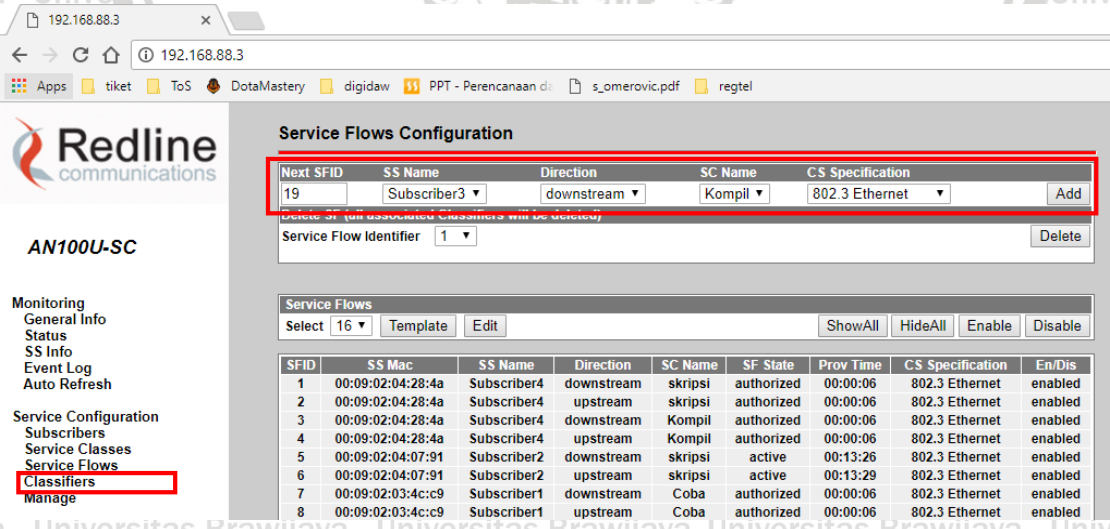 192.168.88.3
192.168.88.3
Apps tiket ToS DotaMastery digidaw PPT - Perencanaan da s_omerovic.pdf regtel
Redline
communications
AN100U-SC
Monitoring
General Info
Status
SS Info
Event Log
Auto Refresh
Service Configuration
Subscribers
Service Classes
Service Flows
Classifiers
Manage
Service Flows Configuration
Next SFID SS Name Direction SC Name CS Specification
19 Subscriber3 downstream Kompil 802.3 Ethernet Add
Delete SF (all associated Classifiers will be deleted)
Service Flow Identifier 1 Delete
Service Flows
Select 16 Template Edit ShowAll HideAll Enable Disable
SFID SS Mac SS Name Direction SC Name SF State Prov Time CS Specification En/Dis
1 00:09:02:04:28:4a Subscriber4 downstream skripsi authorized 00:00:06 802.3 Ethernet enabled
2 00:09:02:04:28:4a Subscriber4 upstream skripsi authorized 00:00:06 802.3 Ethernet enabled
3 00:09:02:04:28:4a Subscriber4 downstream Kompil authorized 00:00:06 802.3 Ethernet enabled
4 00:09:02:04:28:4a Subscriber4 upstream Kompil authorized 00:00:06 802.3 Ethernet enabled
5 00:09:02:04:07:91 Subscriber2 downstream skripsi active 00:13:26 802.3 Ethernet enabled
6 00:09:02:04:07:91 Subscriber2 upstream skripsi active 00:13:29 802.3 Ethernet enabled
7 00:09:02:03:4c:c9 Subscriber1 downstream Coba authorized 00:00:06 802.3 Ethernet enabled
8 00:09:02:03:4c:c9 Subscriber1 upstream Coba authorized 00:00:06 802.3 Ethernet enabled
Universitas Brawijaya Universitas Brawijaya Universitas Brawijaya